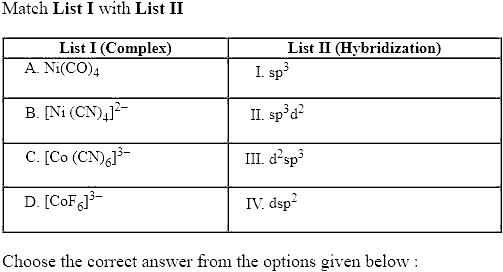 Match List I with List II
List I (Complex) List II (Hybridization)
A. Ni(CO)₄ I. sp³
B. [Ni (CN)₄]²⁻ II. sp³d²
C. [Co (CN)₆]³⁻ III. d²sp³
D. [CoF₆]³⁻ IV. dsp²
Choose the correct answer from the options given below :